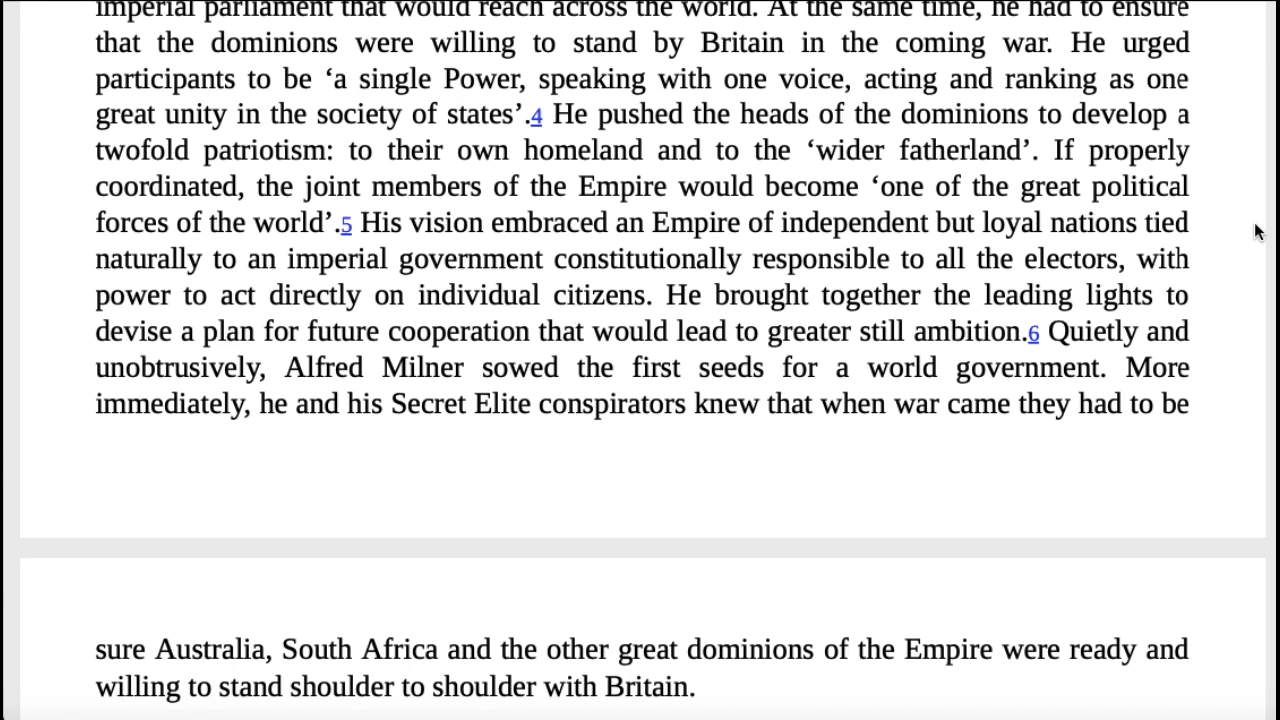 imperial parliament that would reach across the world. At the same time, he had to ensure
that the dominions were willing to stand by Britain in the coming war. He urged
participants to be ‘a single Power, speaking with one voice, acting and ranking as one
great unity in the society of states’.4 He pushed the heads of the dominions to develop a
twofold patriotism: to their own homeland and to the ‘wider fatherland’. If properly
coordinated, the joint members of the Empire would become ‘one of the great political
forces of the world’.5 His vision embraced an Empire of independent but loyal nations tied
naturally to an imperial government constitutionally responsible to all the electors, with
power to act directly on individual citizens. He brought together the leading lights to
devise a plan for future cooperation that would lead to greater still ambition.6 Quietly and
unobtrusively, Alfred Milner sowed the first seeds for a world government. More
immediately, he and his Secret Elite conspirators knew that when war came they had to be
sure Australia, South Africa and the other great dominions of the Empire were ready and
willing to stand shoulder to shoulder with Britain.